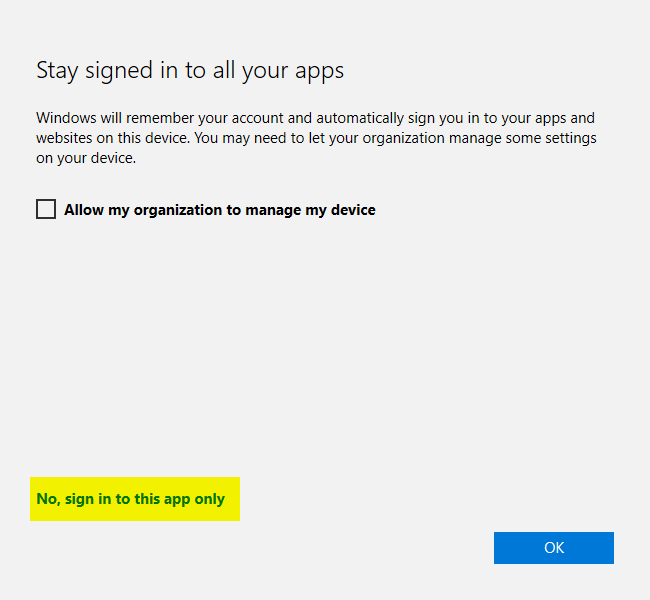 Stay signed in to all your apps
Windows will remember your account and automatically sign you in to your apps and
websites on this device. You may need to let your organization manage some settings
on your device.
Allow my organization to manage my device
No, sign in to this app only
OK